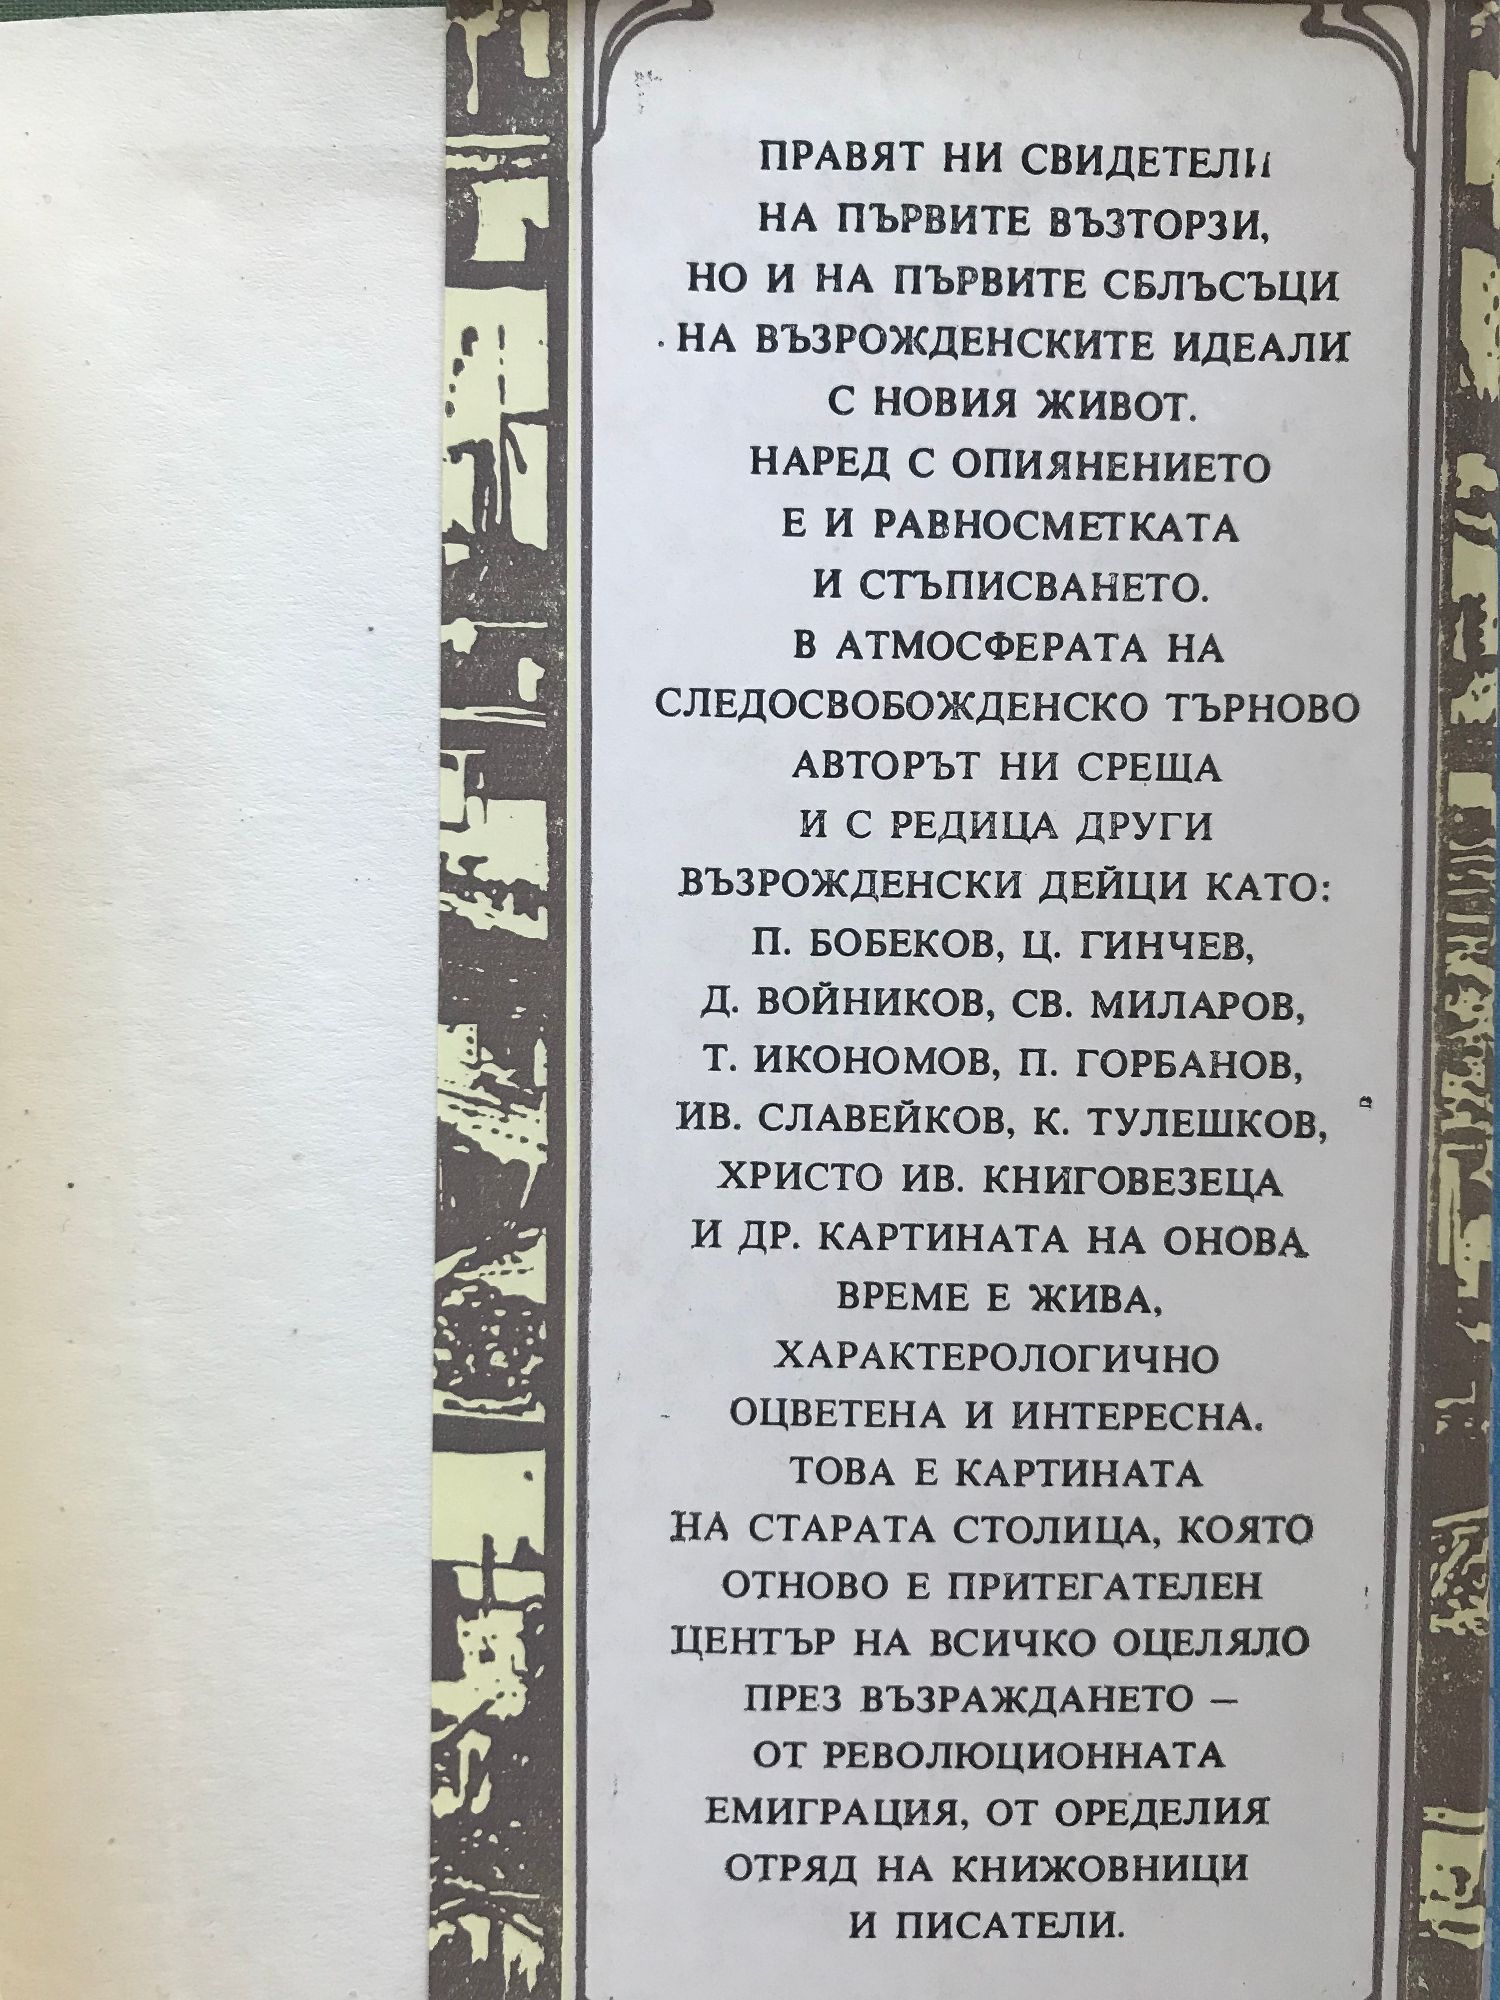 ПРАВЯТ НИ СВИДЕТЕЛИ
НА ПЪРВИТЕ ВЪЗТОРЗИ,
НО И НА ПЪРВИТЕ СБЛЪСЪЦИ
НА ВЪЗРОЖДЕНСКИТЕ ИДЕАЛИ
С НОВИЯ ЖИВОТ.
НАРЕД С ОПИЯНЕНИЕТО
Е И РАВНОСМЕТКАТА
И СТЪПИСВАНЕТО.
В АТМОСФЕРАТА НА
СЛЕДОСВОБОЖДЕНСКО ТЪРНОВО
АВТОРЪТ НИ СРЕЩА
И С РЕДИЦА ДРУГИ
ВЪЗРОЖДЕНСКИ ДЕЙЦИ КАТО:
П. БОБЕКОВ, Ц. ГИНЧЕВ,
Д. ВОЙНИКОВ, СВ. МИЛАРОВ,
Т. ИКОНОМОВ, П. ГОРБАНОВ,
ИВ. СЛАВЕЙКОВ, К. ТУЛЕШКОВ,
ХРИСТО ИВ. КНИГОВЕЗЕЦА
И ДР. КАРТИНАТА НА ОНОВА
ВРЕМЕ Е ЖИВА,
ХАРАКТЕРОЛОГИЧНО
ОЦВЕТЕНА И ИНТЕРЕСНА.
ТОВА Е КАРТИНАТА
НА СТАРАТА СТОЛИЦА, КОЯТО
ОТНОВО Е ПРИТЕГАТЕЛЕН
ЦЕНТЪР НА ВСИЧКО ОЦЕЛЯЛО
ПРЕЗ ВЪЗРАЖДАНЕТО —
ОТ РЕВОЛЮЦИОННАТА
ЕМИГРАЦИЯ, ОТ ОРЕДЕЛИЯ
ОТРЯД НА КНИЖОВНИЦИ
И ПИСАТЕЛИ.